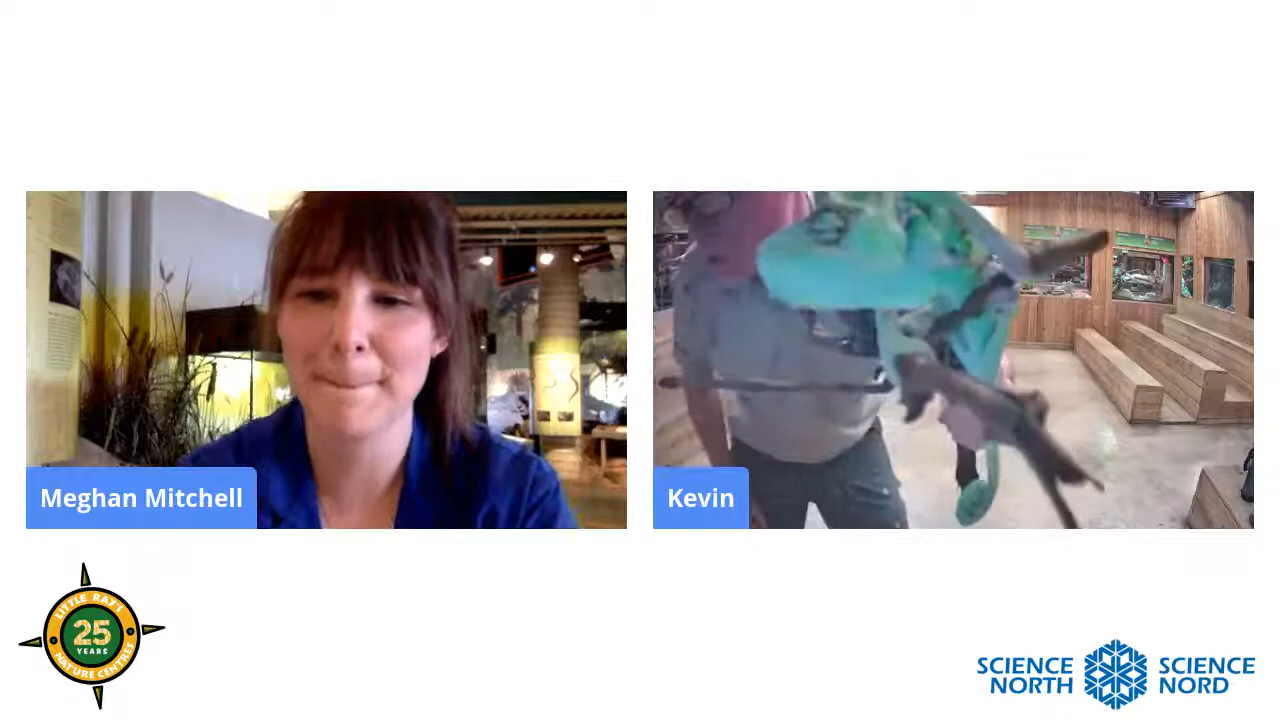 Meghan Mitchell
Kevin
LITTLE RAY'S
25
YEARS
NATURE CENTRES
SCIENCE NORTH
SCIENCE NORD